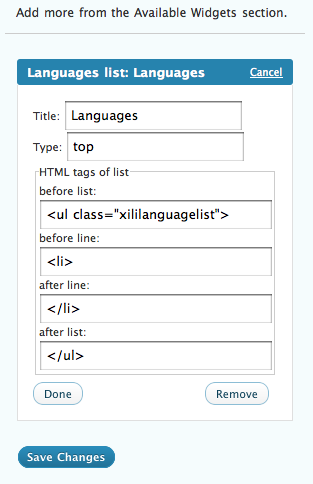 Add more from the Available Widgets section.
Languages list: Languages Cancel
Title: Languages
Type: top
HTML tags of list
before list:
<ul class="xililanguagelist">
before line:
<li>
after line:
</li>
after list:
</ul>
Done Remove
Save Changes